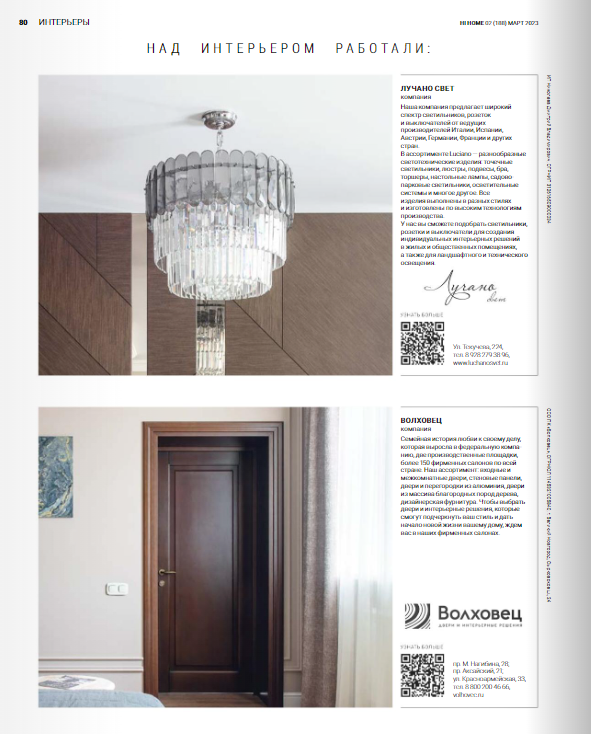 80 ИНТЕРЬЕРЫ
RI HOME 02 (188) МАРТ 2023
НАД ИНТЕРЬЕРОМ РАБОТАЛИ:
ЛУЧАНО СВЕТ
компания
Наша компания предлагает широкий
спектр светильников, розеток
и выключателей от ведущих
производителей Италии, Испании,
Австрии, Германии, Франции и других
стран.
В ассортименте Luciano — разнообразные
светотехнические изделия: точечные
светильники, люстры, подвесы, бра,
торшеры, настольные лампы, садово
парковые светильники, осветительные
системы и многое другое. Все
изделия выполнены в разных стилях
и изготовлены по высоким технологиям
производства.
У нас вы сможете подобрать светильники,
розетки и выключатели для создания
индивидуальных интерьерных решений
в жилых и общественных помещениях,
а также для ландшафтного и технического
освещения.
Лучано
свет
УЗНАТЬ БОЛЬШЕ
Ул. Текучева, 224,
тел. 8 928 279 38 96,
www.luchanosvet.ru
ВОЛХОВЕЦ
компания
Семейная история любви к своему делу,
которая выросла в федеральную компа-
нию, две производственные площадки,
более 150 фирменных салонов по всей
стране. Наш ассортимент: входные и
межкомнатные двери, стеновые панели,
двери и перегородки из алюминия, двери
из массива благородных пород дерева,
дизайнерская фурнитура. Чтобы выбрать
двери и интерьерные решения, которые
смогут подчеркнуть ваш стиль и дать
начало новой жизни вашему дому, ждем
вас в наших фирменных салонах.
Волховец
ДВЕРИ И ИНТЕРЬЕРНЫЕ РЕШЕНИЯ
УЗНАТЬ БОЛЬШЕ
пр. М. Нагибина, 28,
пр. Аксайский, 21,
ул. Красноармейская, 33,
тел. 8 800 200 46 66,
volhovec.ru